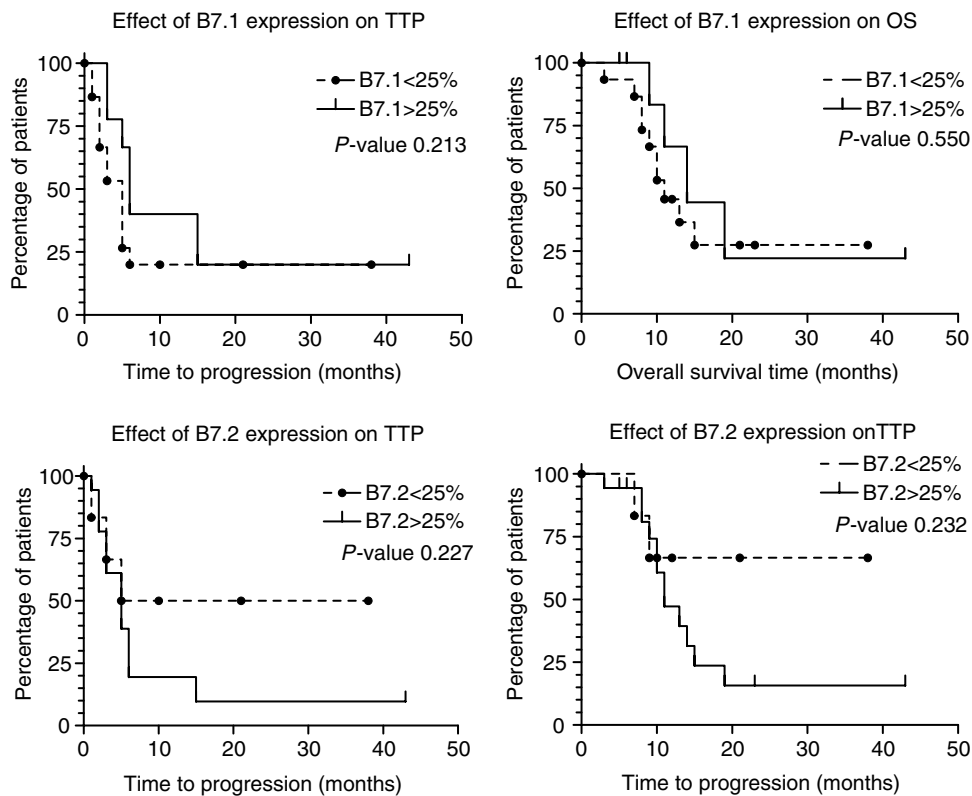 Effect of B7.1 expression on TTP
Percentage of patients
100
75
50
25
0
B7.1<25%
B7.1>25%
P-value 0.213
0 10 20 30 40 50
Time to progression (months)
Effect of B7.1 expression on OS
Percentage of patients
100
75
50
25
0
B7.1<25%
B7.1>25%
P-value 0.550
0 10 20 30 40 50
Overall survival time (months)
Effect of B7.2 expression on TTP
Percentage of patients
100
75
50
25
0
B7.2<25%
B7.2>25%
P-value 0.227
0 10 20 30 40 50
Time to progression (months)
Effect of B7.2 expression onTTP
Percentage of patients
100
75
50
25
0
B7.2<25%
B7.2>25%
P-value 0.232
0 10 20 30 40 50
Time to progression (months)